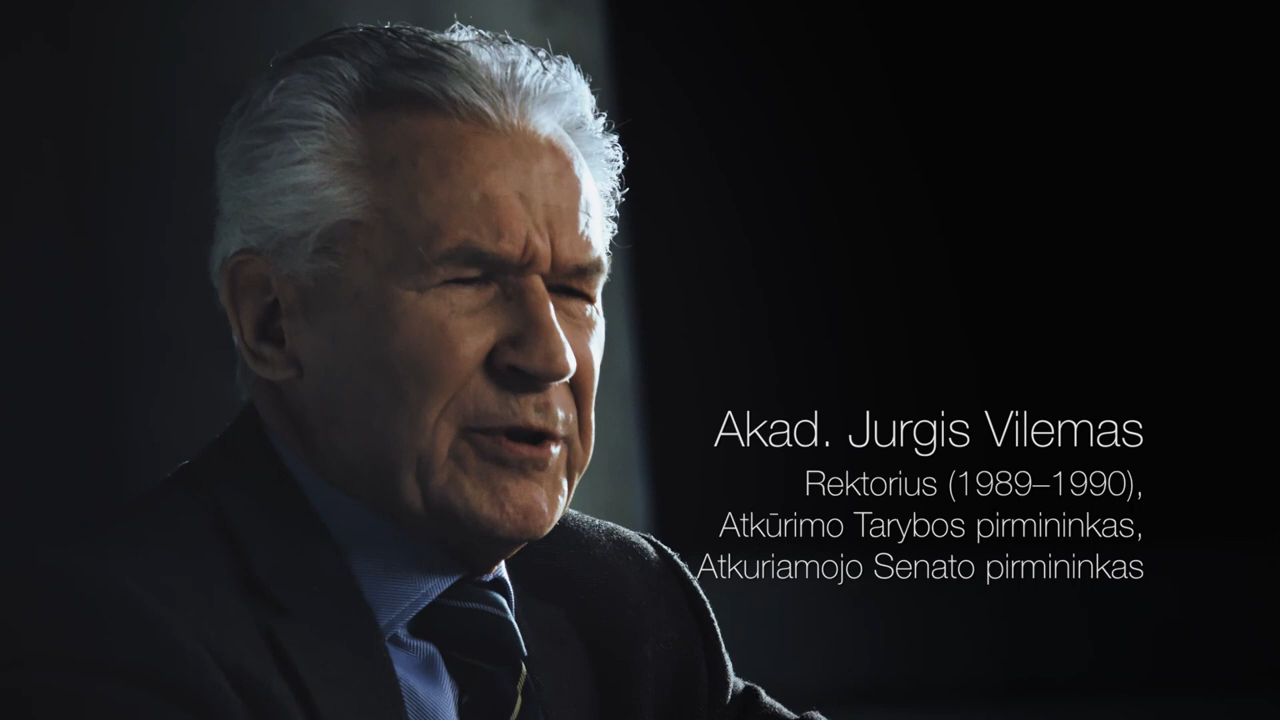 Akad. Jurgis Vilemas
Rektorius (1989–1990),
Atkūrimo Tarybos pirmininkas,
Atkuriamojo Senato pirmininkas